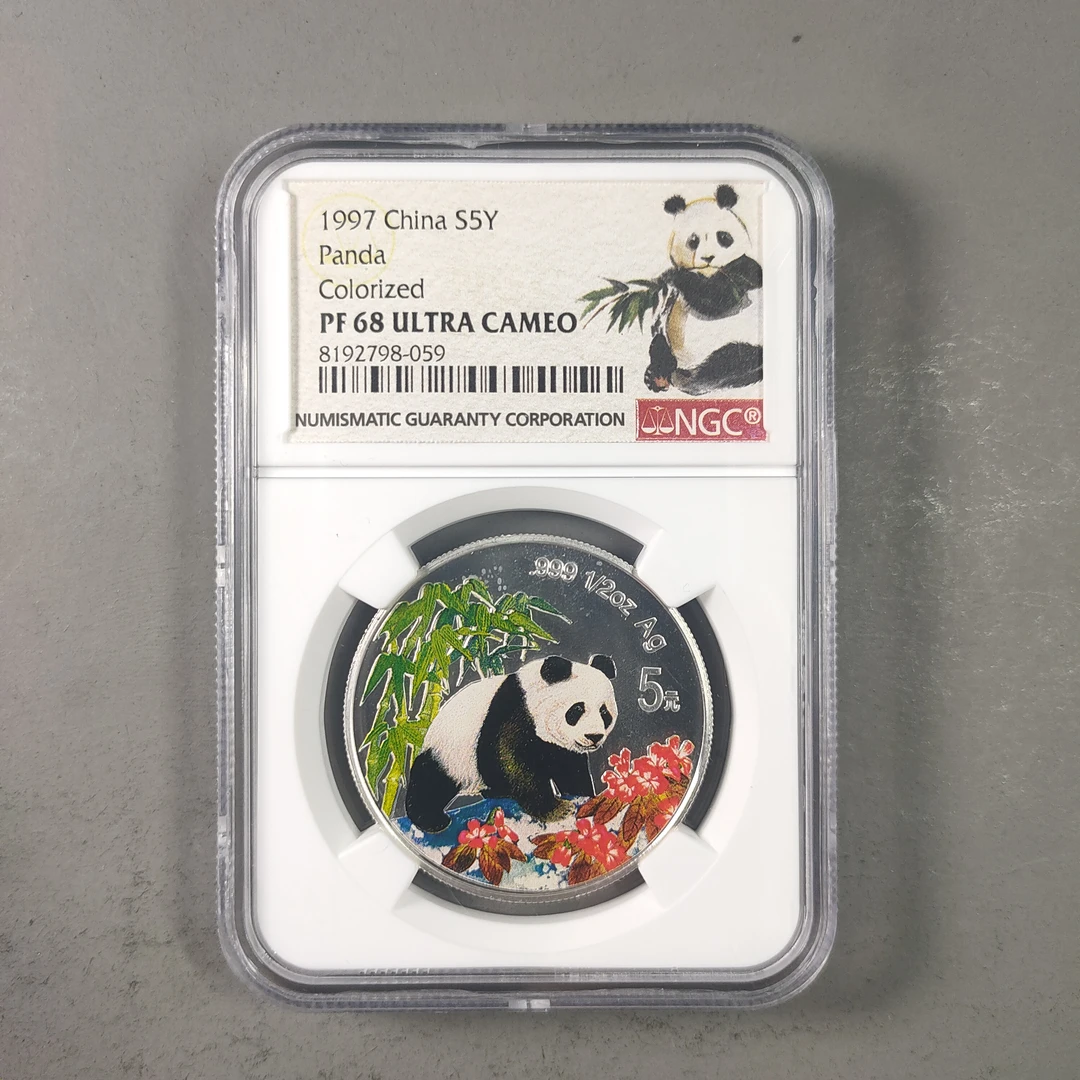 1997 China S5Y
Panda
Colorized
PF 68 ULTRA CAMEO
8192798-059
NUMISMATIC GUARANTY CORPORATION
NGC®
.999 1/2oz Ag
5元